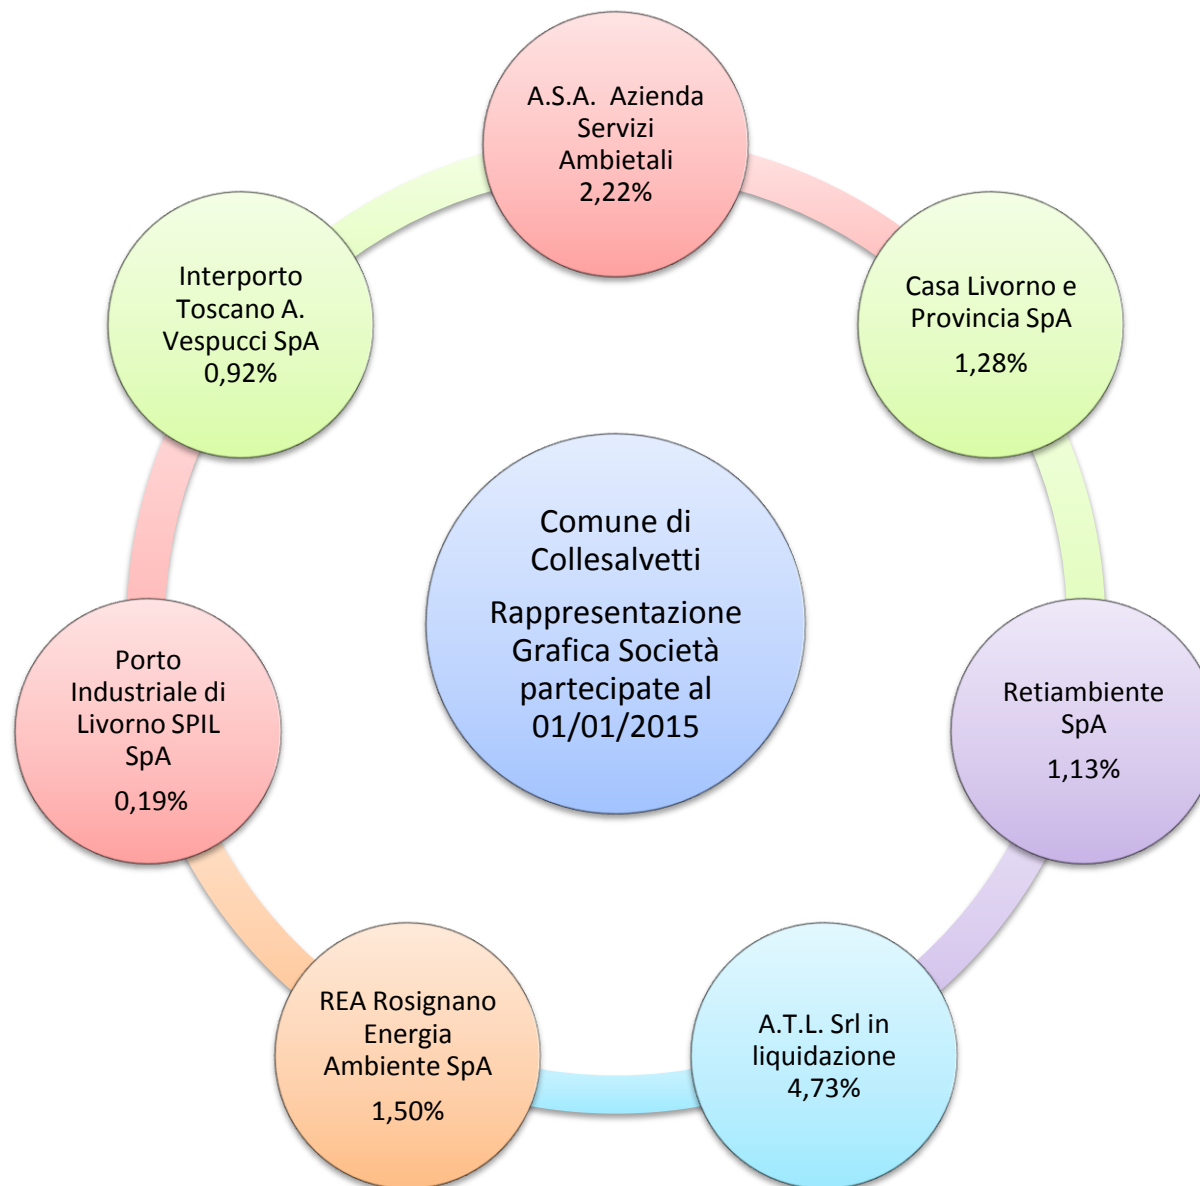 A.S.A. Azienda
Servizi
Ambietali
2,22%
Casa Livorno e
Provincia SpA
1,28%
Retiambiente
SpA
1,13%
A.T.L. Srl in
liquidazione
4,73%
REA Rosignano
Energia
Ambiente SpA
1,50%
Porto
Industriale di
Livorno SPIL
SpA
0,19%
Interporto
Toscano A.
Vespucci SpA
0,92%
Comune di
Collesalvetti
Rappresentazione
Grafica Società
partecipate al
01/01/2015